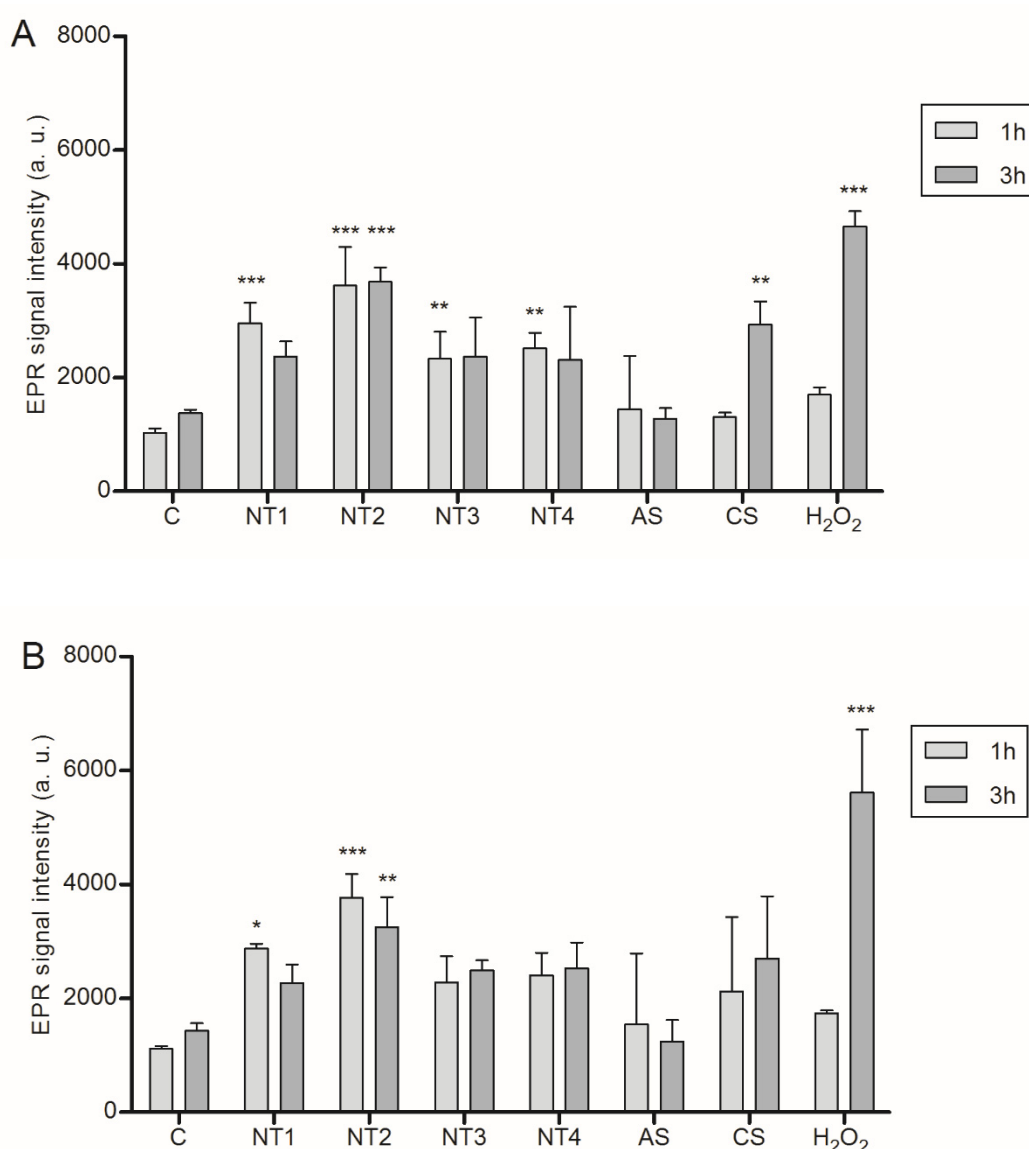 A
8000
6000
4000
2000
0
EPR signal intensity (a. u.)
1h
3h
***
*** ***
**
**
**
***
C NT1 NT2 NT3 NT4 AS CS H₂O₂
B
8000
6000
4000
2000
0
EPR signal intensity (a. u.)
1h
3h
*
***
**
***
C NT1 NT2 NT3 NT4 AS CS H₂O₂